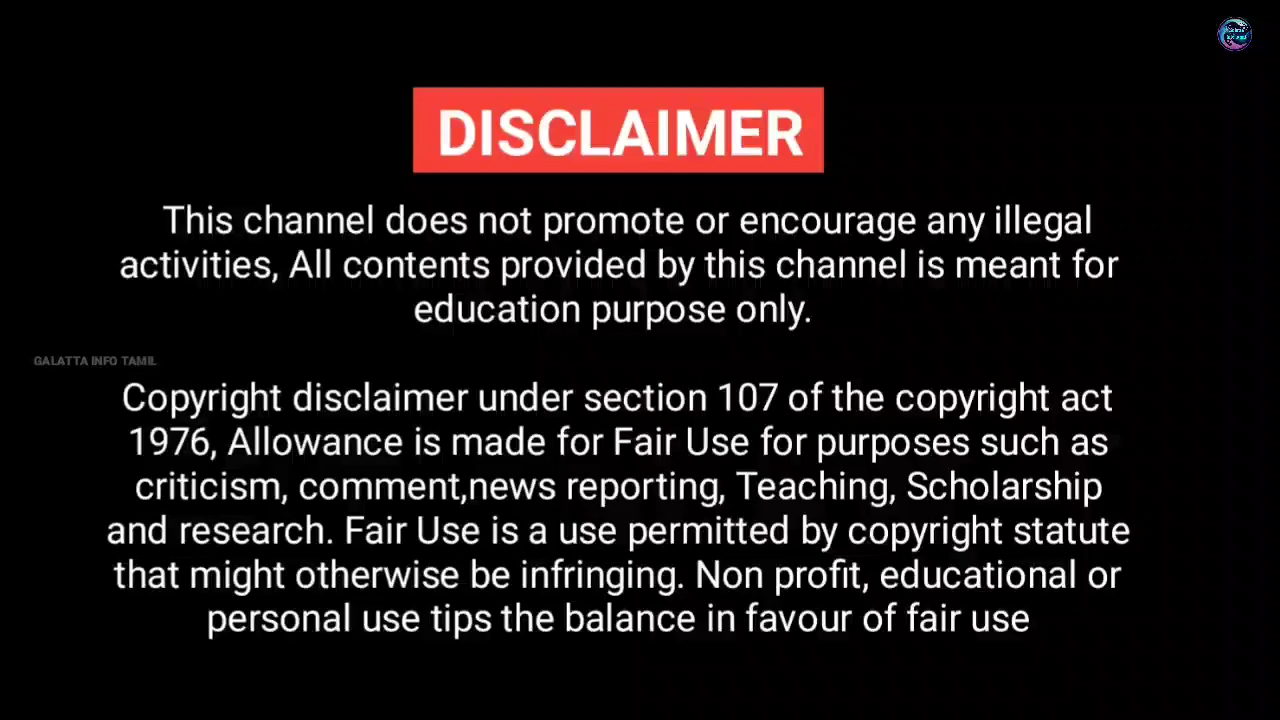 DISCLAIMER
This channel does not promote or encourage any illegal
activities, All contents provided by this channel is meant for
education purpose only.
GALATTA INFO TAMIL
Copyright disclaimer under section 107 of the copyright act
1976, Allowance is made for Fair Use for purposes such as
criticism, comment,news reporting, Teaching, Scholarship
and research. Fair Use is a use permitted by copyright statute
that might otherwise be infringing. Non profit, educational or
personal use tips the balance in favour of fair use